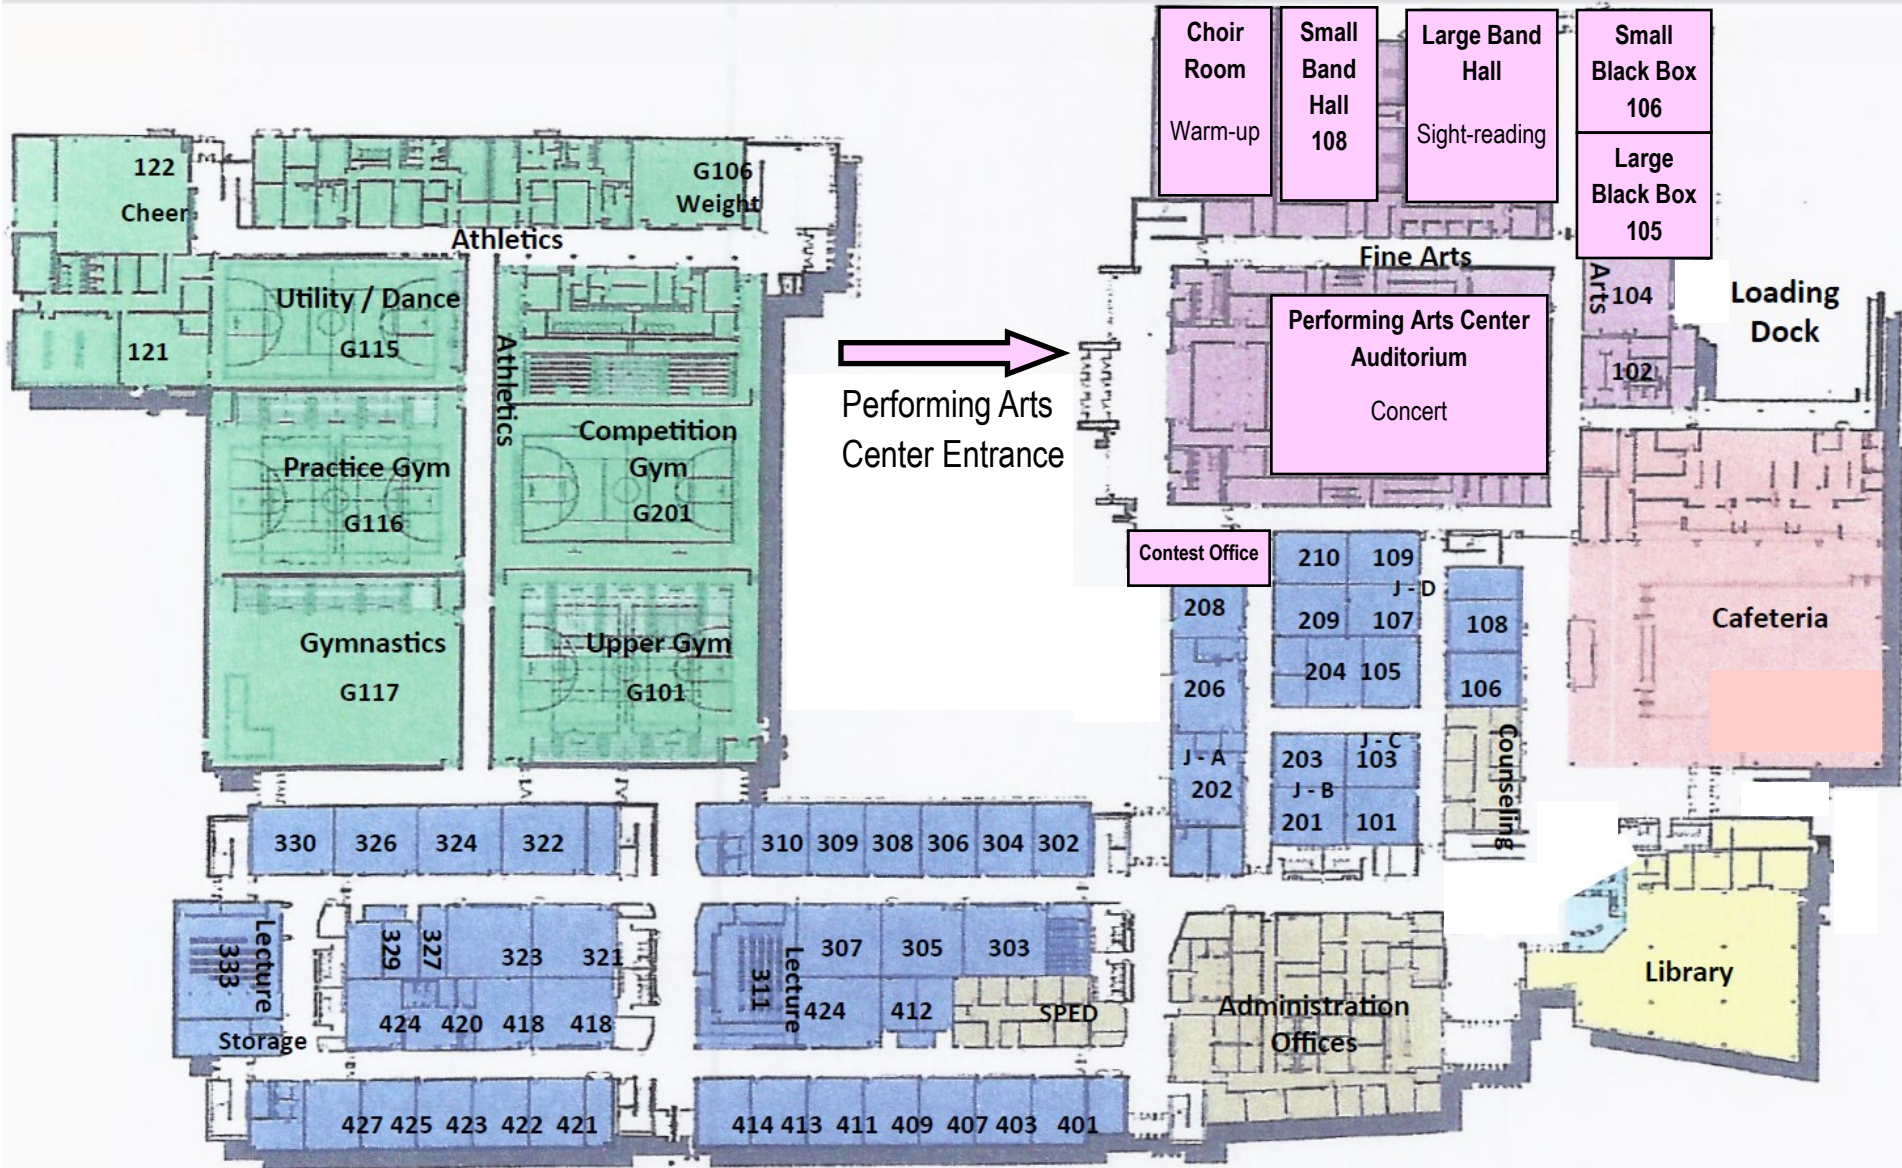 Choir
Room
Warm-up
Small
Band
Hall
108
Large Band
Hall
Sight-reading
Small
Black Box
106
Large
Black Box
105
122
Cheer
G106
Weight
Athletics
Fine Arts
Utility / Dance
G115
121
Athletics
Performing Arts
Center Entrance
Performing Arts Center
Auditorium
Concert
Arts
104
102
Loading
Dock
Practice Gym
G116
Competition
Gym
G201
Gymnastics
G117
Upper Gym
G101
Contest Office
210
109
J - D
208
209
107
108
204
105
206
106
Cafeteria
J - A
202
203
J - C
103
J - B
201
101
Counseling
330
326
324
322
310
309
308
306
304
302
Lecture
333
Storage
329
327
323
321
424
420
418
418
Lecture
311
307
305
303
424
412
SPED
Administration
Offices
Library
427
425
423
422
421
414
413
411
409
407
403
401